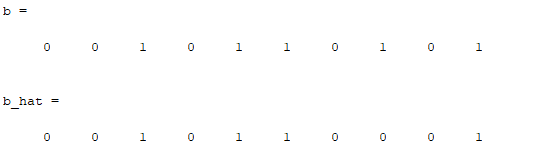 b =
0 0 1 0 1 1 0 1 0 1
b_hat =
0 0 1 0 1 1 0 0 0 1